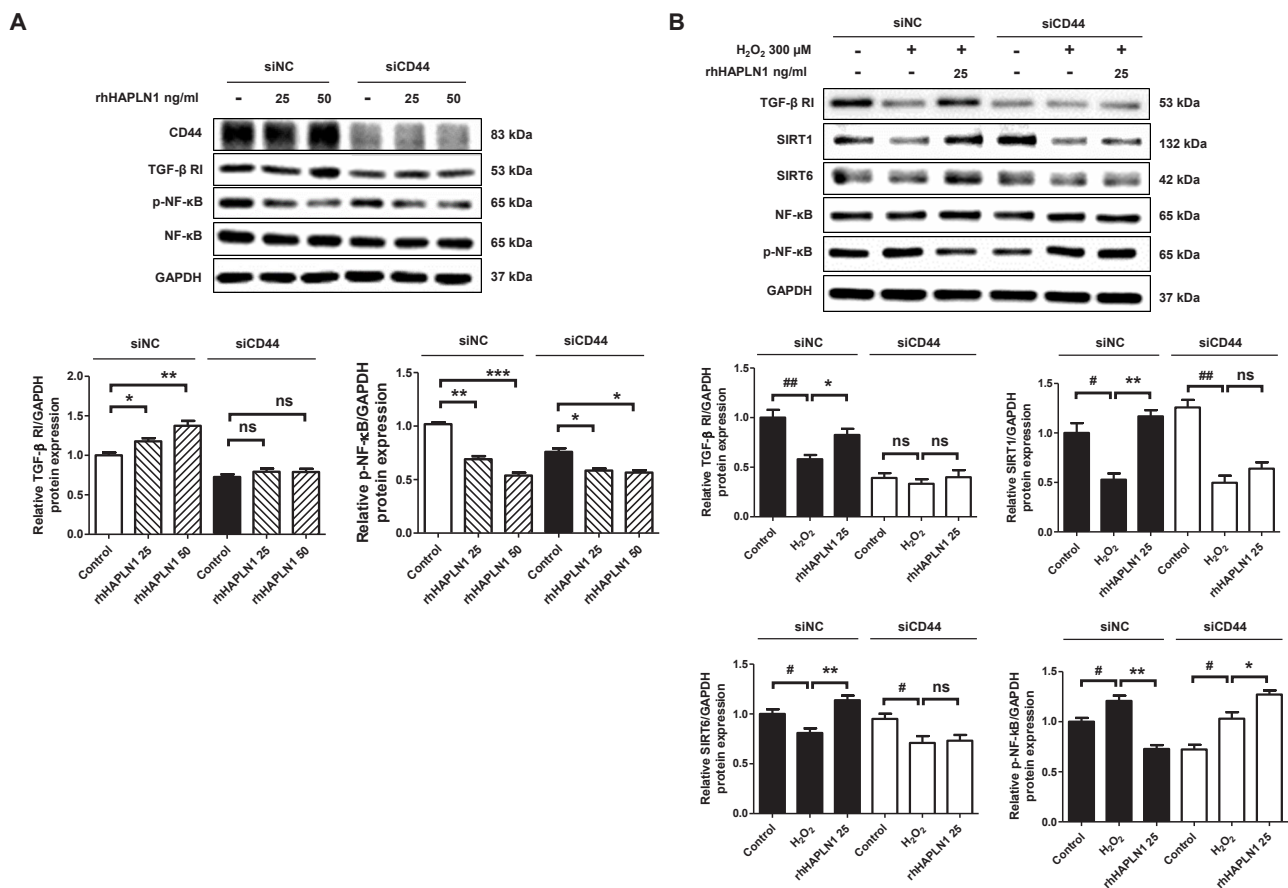 A
siNC siCD44
rhHAPLN1 ng/ml - 25 50 - 25 50
CD44 83 kDa
TGF-β RI 53 kDa
p-NF-κB 65 kDa
NF-κB 65 kDa
GAPDH 37 kDa
siNC siCD44
Relative TGF-β RI/GAPDH
protein expression
2.0
1.5
1.0
0.5
0.0
* ** ns ns
Control
rhHAPLN1 25
rhHAPLN1 50
Control
rhHAPLN1 25
rhHAPLN1 50
siNC siCD44
Relative p-NF-κB/GAPDH
protein expression
1.5
1.0
0.5
0.0
** *** * *
Control
rhHAPLN1 25
rhHAPLN1 50
Control
rhHAPLN1 25
rhHAPLN1 50
B
siNC siCD44
H₂O₂ 300 μM - + + - + +
rhHAPLN1 ng/ml - - 25 - - 25
TGF-β RI 53 kDa
SIRT1 132 kDa
SIRT6 42 kDa
NF-κB 65 kDa
p-NF-κB 65 kDa
GAPDH 37 kDa
siNC siCD44
Relative TGF-β RI/GAPDH
protein expression
1.5
1.0
0.5
0.0
## * ns ns
Control
H₂O₂
rhHAPLN1 25
Control
H₂O₂
rhHAPLN1 25
siNC siCD44
Relative SIRT1/GAPDH
protein expression
1.5
1.0
0.5
0.0
# ** ## ns
Control
H₂O₂
rhHAPLN1 25
Control
H₂O₂
rhHAPLN1 25
siNC siCD44
Relative SIRT6/GAPDH
protein expression
1.5
1.0
0.5
0.0
# ** # ns
Control
H₂O₂
rhHAPLN1 25
Control
H₂O₂
rhHAPLN1 25
siNC siCD44
Relative p-NF-kB/GAPDH
protein expression
1.5
1.0
0.5
0.0
# ** # *
Control
H₂O₂
rhHAPLN1 25
Control
H₂O₂
rhHAPLN1 25